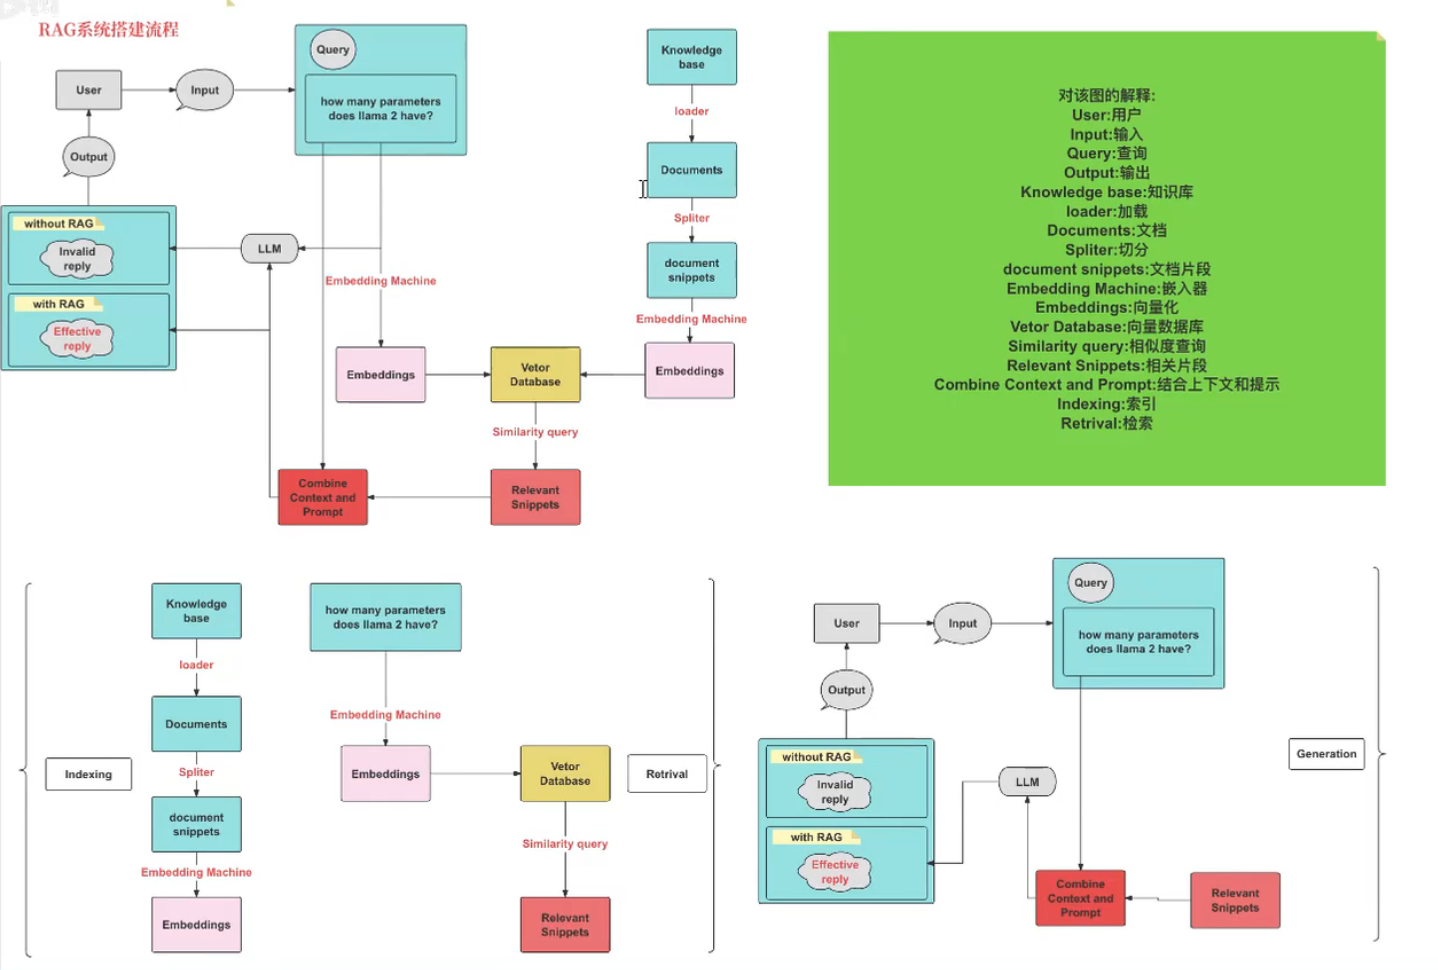 RAG系统搭建流程
User
Input
Query
how many parameters
does llama 2 have?
Output
without RAG
Invalid
reply
with RAG
Effective
reply
LLM
Embedding Machine
Embeddings
Vetor
Database
Similarity query
Relevant
Snippets
Combine
Context and
Prompt
Knowledge
base
loader
Documents
Spliter
document
snippets
Embedding Machine
Embeddings
对该图的解释:
User:用户
Input:输入
Query:查询
Output:输出
Knowledge base:知识库
loader:加载
Documents:文档
Spliter:切分
document snippets:文档片段
Embedding Machine:嵌入器
Embeddings:向量化
Vetor Database:向量数据库
Similarity query:相似度查询
Relevant Snippets:相关片段
Combine Context and Prompt:结合上下文和提示
Indexing:索引
Retrival:检索
Indexing
Knowledge
base
loader
Documents
Spliter
document
snippets
Embedding Machine
Embeddings
how many parameters
does llama 2 have?
Embedding Machine
Embeddings
Vetor
Database
Similarity query
Relevant
Snippets
Retrival
User
Input
Query
how many parameters
does llama 2 have?
Output
without RAG
Invalid
reply
with RAG
Effective
reply
LLM
Combine
Context and
Prompt
Relevant
Snippets
Generation